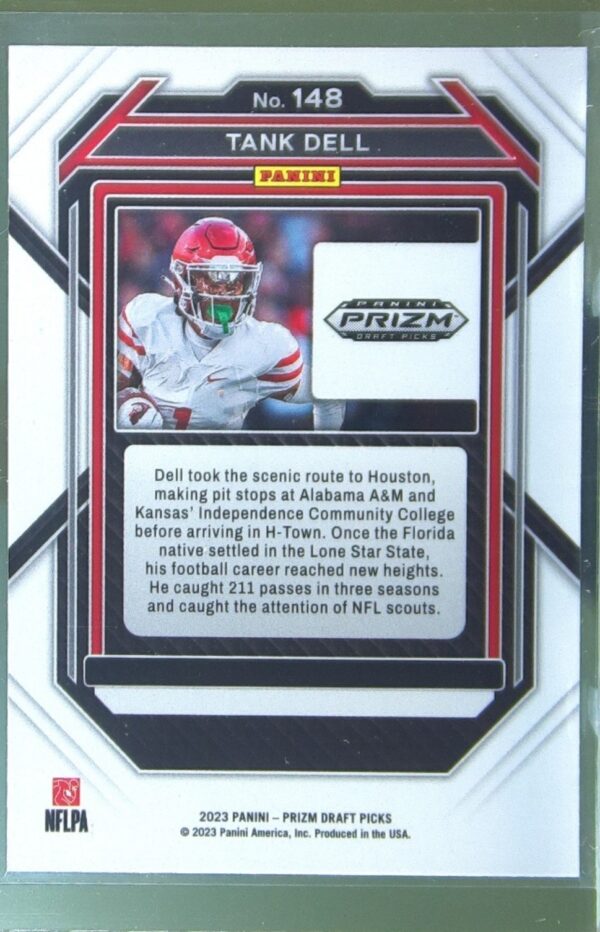 No. 148
TANK DELL
PANINI
PANINI
PRIZM
DRAFT PICKS
Dell took the scenic route to Houston,
making pit stops at Alabama A&M and
Kansas' Independence Community College
before arriving in H-Town. Once the Florida
native settled in the Lone Star State,
his football career reached new heights.
He caught 211 passes in three seasons
and caught the attention of NFL scouts.
NFLPA
2023 PANINI – PRIZM DRAFT PICKS
© 2023 Panini America, Inc. Produced in the USA.